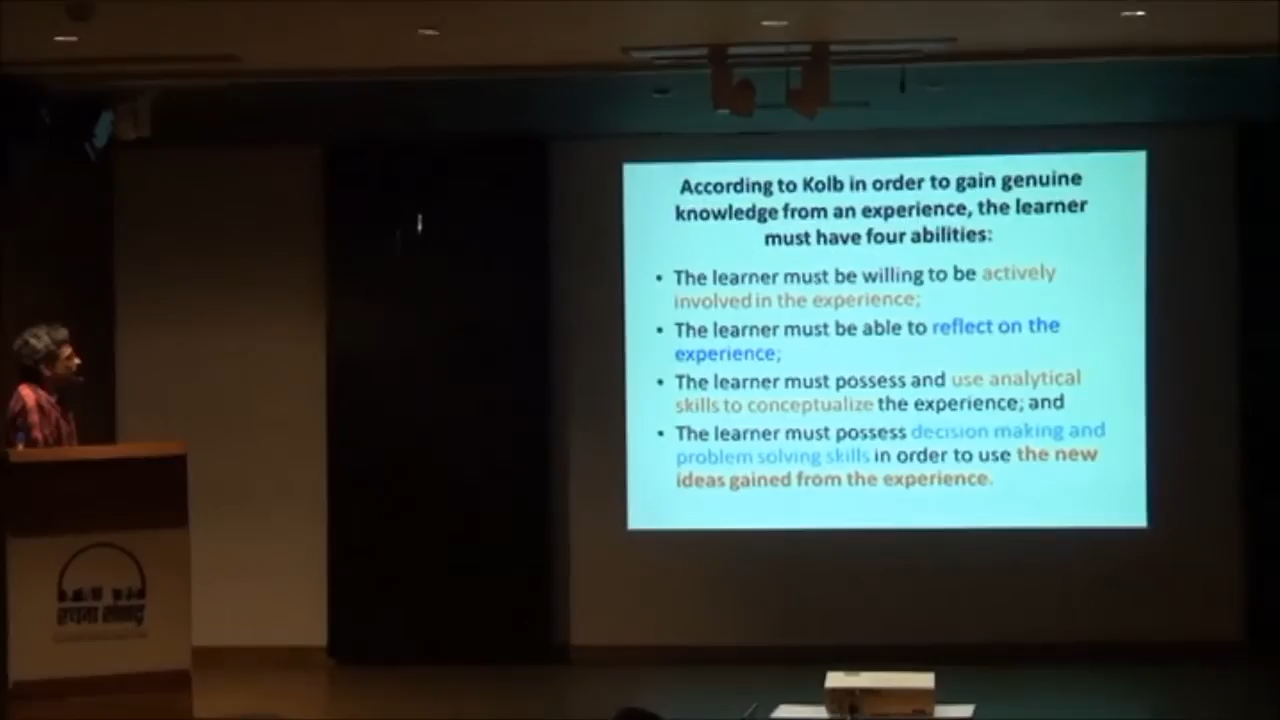 According to Kolb in order to gain genuine
knowledge from an experience, the learner
must have four abilities:
• The learner must be willing to be actively
involved in the experience;
• The learner must be able to reflect on the
experience;
• The learner must possess and use analytical
skills to conceptualize the experience; and
• The learner must possess decision making and
problem solving skills in order to use the new
ideas gained from the experience.
रचना संसद